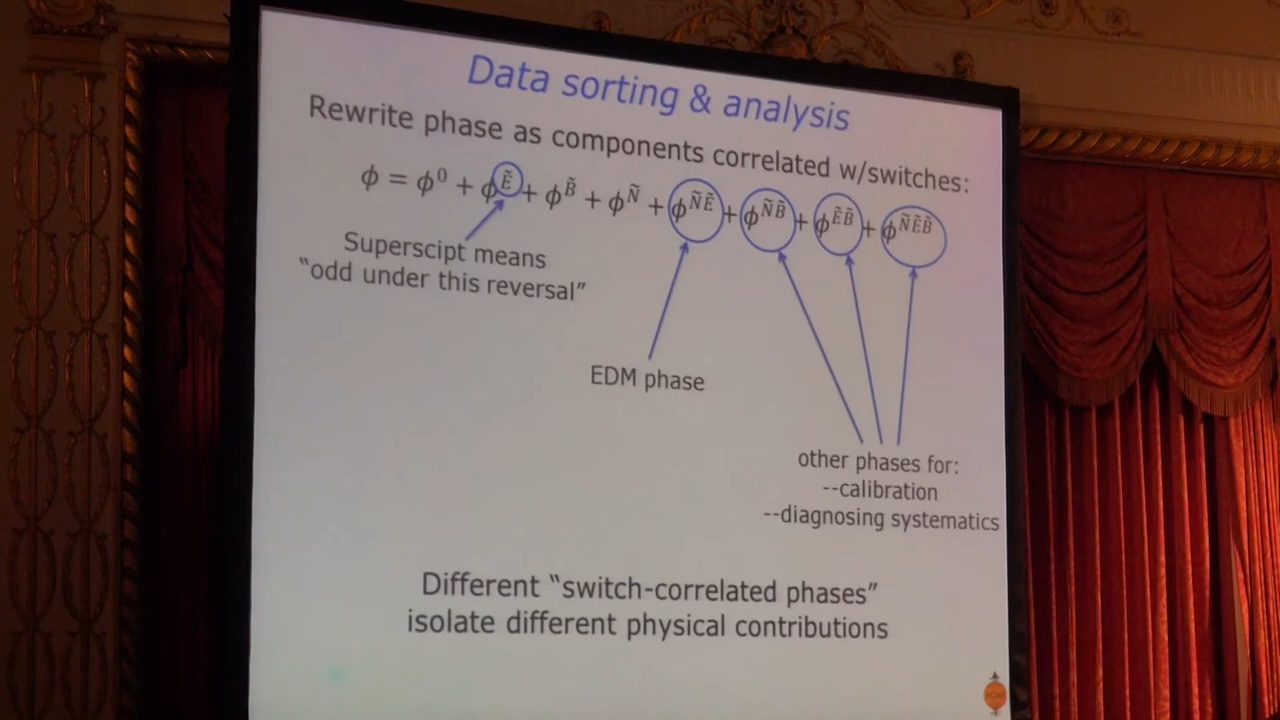 Data sorting & analysis
Rewrite phase as components correlated w/switches:
ϕ = ϕ⁰ + ϕ^Ẽ + ϕ^B̃ + ϕ^Ñ + ϕ^ÑẼ + ϕ^ÑB̃ + ϕ^ẼB̃ + ϕ^ÑẼB̃
Superscipt means
“odd under this reversal”
EDM phase
other phases for:
--calibration
--diagnosing systematics
Different “switch-correlated phases”
isolate different physical contributions